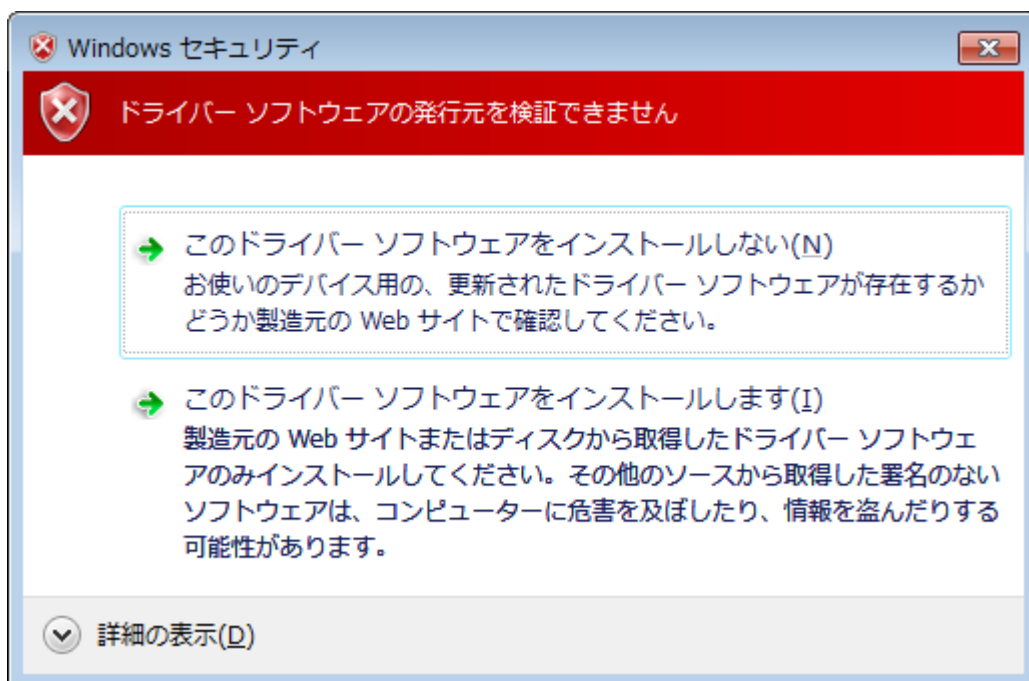 Windows セキュリティ
ドライバー ソフトウェアの発行元を検証できません
このドライバー ソフトウェアをインストールしない(N)
お使いのデバイス用の、更新されたドライバー ソフトウェアが存在するか
どうか製造元の Web サイトで確認してください。
このドライバー ソフトウェアをインストールします(I)
製造元の Web サイトまたはディスクから取得したドライバー ソフトウェ
アのみインストールしてください。その他のソースから取得した署名のない
ソフトウェアは、コンピューターに危害を及ぼしたり、情報を盗んだりする
可能性があります。
詳細の表示(D)